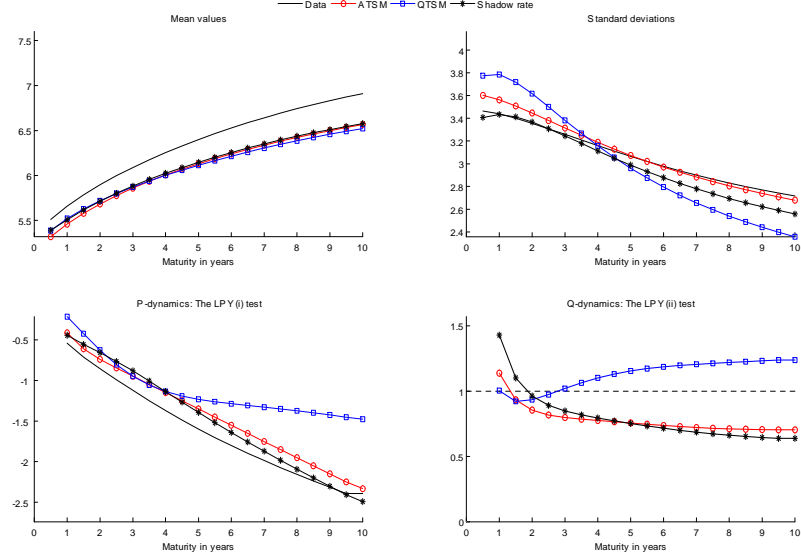 Data ATSM QTSM Shadow rate
Mean values
6.5
6
5.5
0 1 2 3 4 5 6 7 8 9 10
Maturity in years
Standard deviations
4
3.8
3.6
3.4
3.2
3
2.8
2.6
2.4
0 1 2 3 4 5 6 7 8 9 10
Maturity in years
P-dynamics: The LPY(i) test
-0.5
-1
-1.5
-2
-2.5
0 1 2 3 4 5 6 7 8 9 10
Maturity in years
Q-dynamics: The LPY(ii) test
1.5
1
0.5
0
0 1 2 3 4 5 6 7 8 9 10
Maturity in years